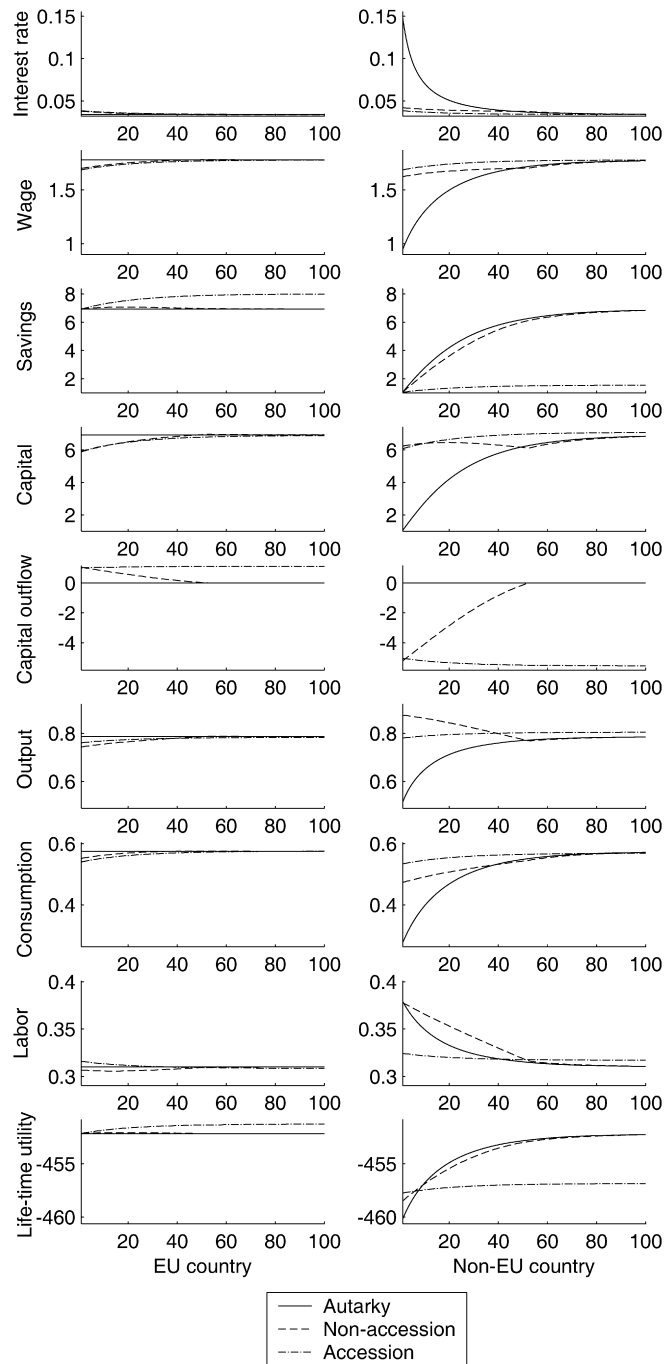 Interest rate
0.15
0.1
0.05
20 40 60 80 100
0.15
0.1
0.05
20 40 60 80 100
Wage
1.5
1
20 40 60 80 100
1.5
1
20 40 60 80 100
Savings
8
6
4
2
20 40 60 80 100
8
6
4
2
20 40 60 80 100
Capital
6
4
2
20 40 60 80 100
6
4
2
20 40 60 80 100
Capital outflow
0
-2
-4
20 40 60 80 100
0
-2
-4
20 40 60 80 100
Output
0.8
0.6
20 40 60 80 100
0.8
0.6
20 40 60 80 100
Consumption
0.6
0.4
20 40 60 80 100
0.6
0.4
20 40 60 80 100
Labor
0.4
0.35
0.3
20 40 60 80 100
0.4
0.35
0.3
20 40 60 80 100
Life-time utility
-455
-460
20 40 60 80 100
EU country
-455
-460
20 40 60 80 100
Non-EU country
Autarky
Non-accession
Accession